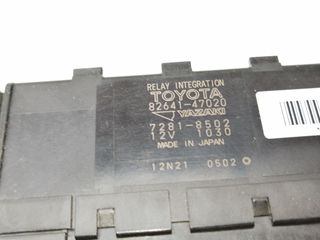 RELAY INTEGRATION
TOYOTA
82641-47020
YAZAKI
7281-8502
12V 1030
MADE IN JAPAN
12N21 0502